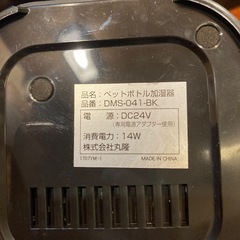 品名：ペットボトル加湿器
品番：DMS-041-BK
電　源：DC24V
（専用電源アダプター使用）
消費電力：14W
株式会社丸隆
1707YM-1 MADE IN CHINA